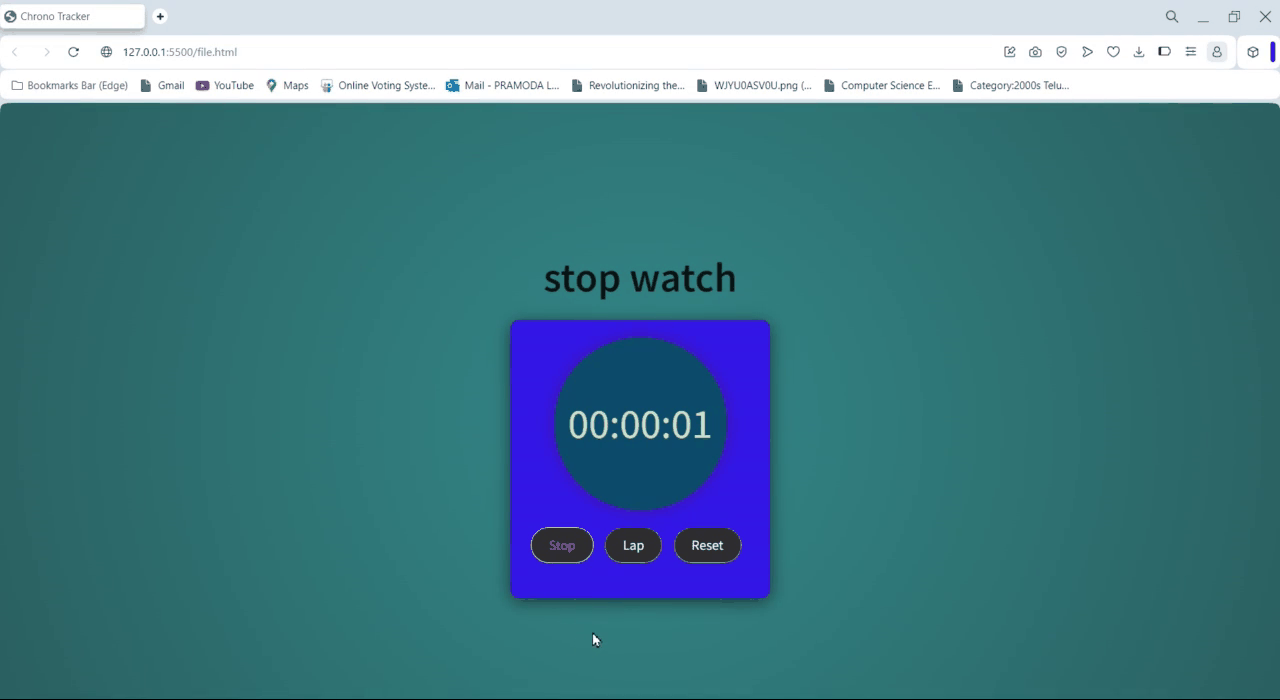 Chrono Tracker
127.0.0.1:5500/file.html
Bookmarks Bar (Edge) Gmail YouTube Maps Online Voting Syste... Mail - PRAMODA L... Revolutionizing the... WJYU0ASV0U.png (... Computer Science E... Category:2000s Telu...
stop watch
00:00:01
Stop Lap Reset